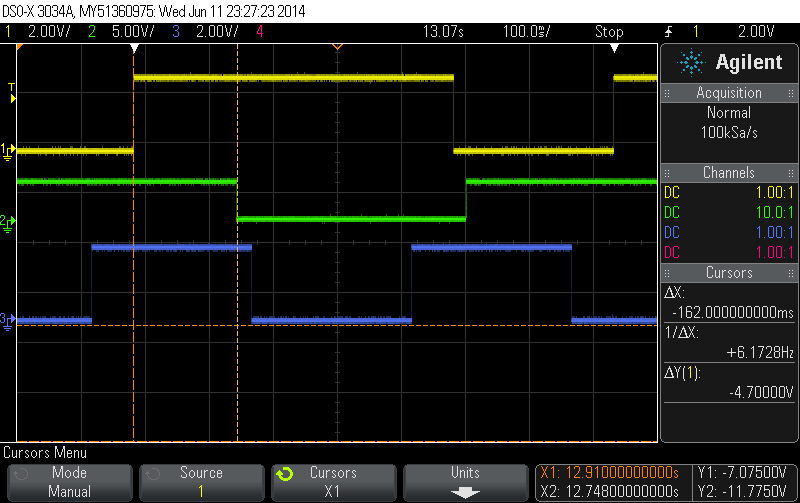 DSO-X 3034A, MY51360975: Wed Jun 11 23:27:23 2014
1 2.00V/ 2 5.00V/ 3 2.00V/ 4 13.07s 100.0ms/ Stop 1 2.00V
Agilent
Acquisition
Normal
100kSa/s
Channels
DC 1.00:1
DC 10.0:1
DC 1.00:1
DC 1.00:1
Cursors
ΔX:
-162.000000000ms
1/ΔX:
+6.1728Hz
ΔY(1):
-4.70000V
T
1
2
3
Cursors Menu
Mode
Manual
Source
1
Cursors
X1
Units
X1: 12.910000000000s
X2: 12.748000000000s
Y1: -7.07500V
Y2: -11.7750V